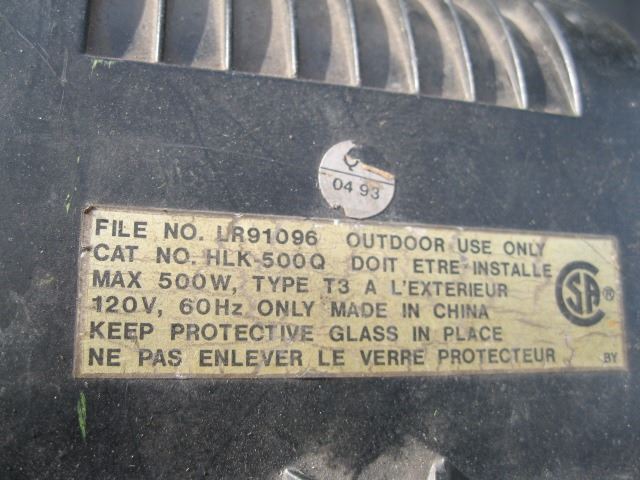 Q
04 93
FILE NO. LR91096 OUTDOOR USE ONLY
CAT NO. HLK-500Q DOIT ETRE INSTALLE
MAX 500W, TYPE T3 A L'EXTERIEUR
120V, 60Hz ONLY MADE IN CHINA
KEEP PROTECTIVE GLASS IN PLACE
NE PAS ENLEVER LE VERRE PROTECTEUR
CSA®
BY